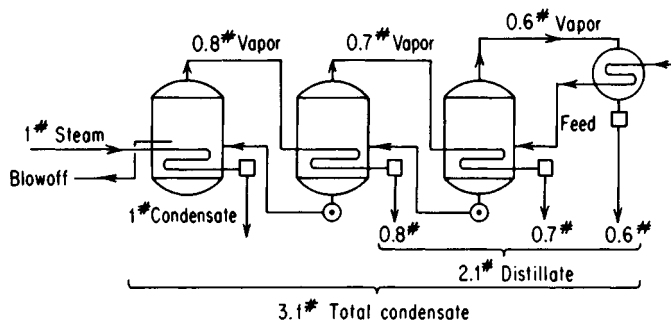 0.8# Vapor
0.7# Vapor
0.6# Vapor
1# Steam
Feed
Blowoff
1# Condensate
0.8#
0.7#
0.6#
2.1# Distillate
3.1# Total condensate